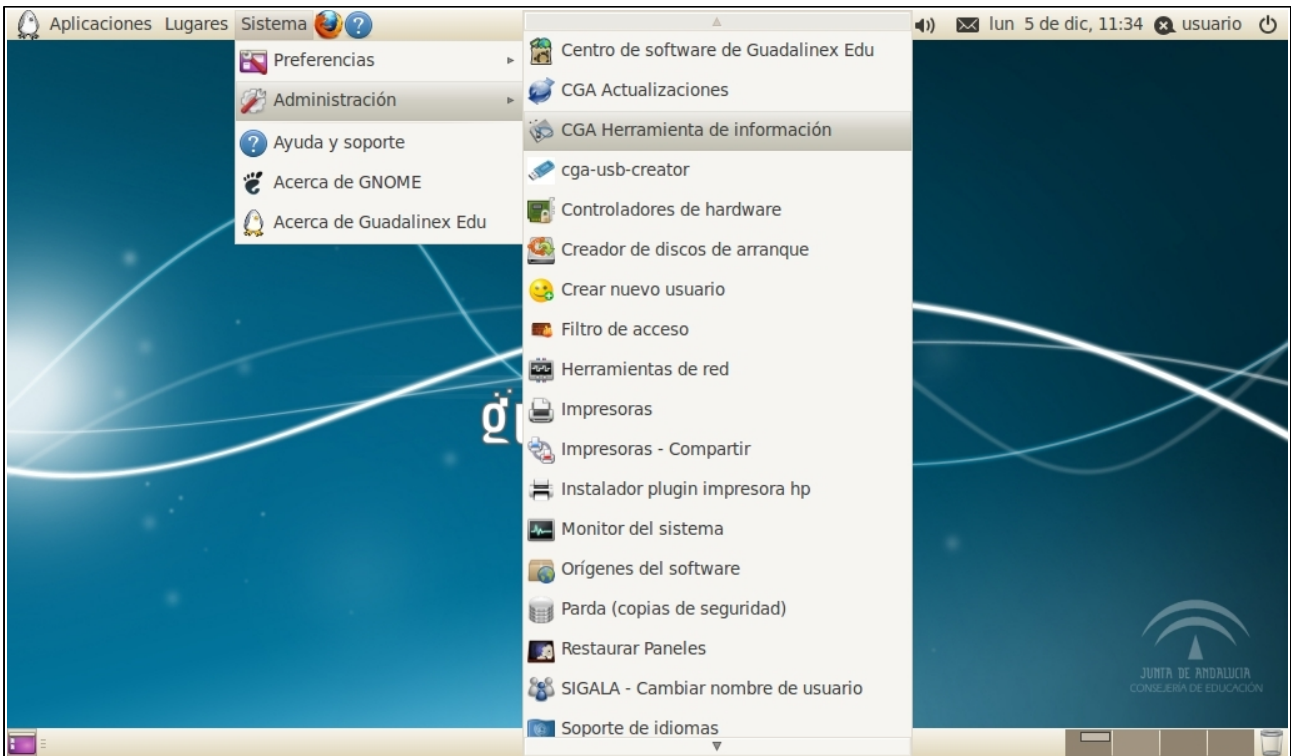 Aplicaciones Lugares Sistema lun 5 de dic, 11:34 usuario
Preferencias
Administración
Ayuda y soporte
Acerca de GNOME
Acerca de Guadalinex Edu
Centro de software de Guadalinex Edu
CGA Actualizaciones
CGA Herramienta de información
cga-usb-creator
Controladores de hardware
Creador de discos de arranque
Crear nuevo usuario
Filtro de acceso
Herramientas de red
Impresoras
Impresoras - Compartir
Instalador plugin impresora hp
Monitor del sistema
Orígenes del software
Parda (copias de seguridad)
Restaurar Paneles
SIGALA - Cambiar nombre de usuario
Soporte de idiomas
JUNTA DE ANDALUCIA
CONSEJERÍA DE EDUCACIÓN